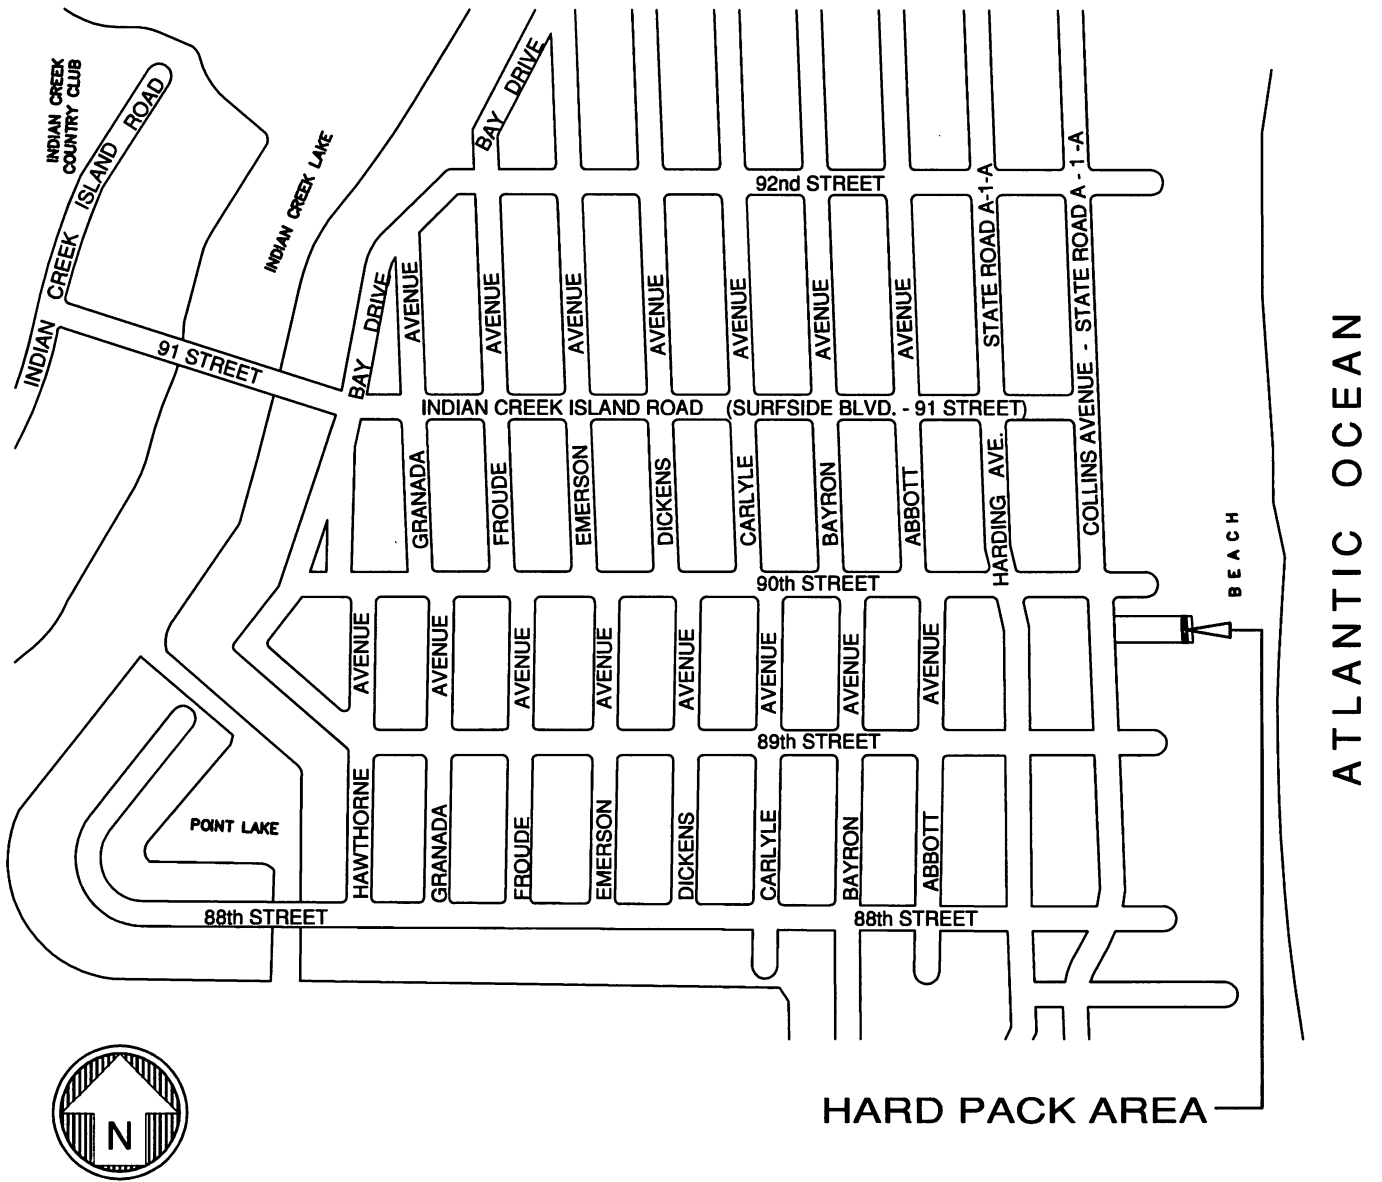 INDIAN CREEK
COUNTRY CLUB
INDIAN CREEK ISLAND ROAD
INDIAN CREEK LAKE
BAY DRIVE
92nd STREET
STATE ROAD A-1-A
COLLINS AVENUE - STATE ROAD A - 1 -A
BAY DRIVE
AVENUE
AVENUE
AVENUE
AVENUE
AVENUE
AVENUE
AVENUE
91 STREET
INDIAN CREEK ISLAND ROAD (SURFSIDE BLVD. - 91 STREET)
GRANADA
FROUDE
EMERSON
DICKENS
CARLYLE
BAYRON
ABBOTT
HARDING AVE.
BEACH
ATLANTIC OCEAN
90th STREET
AVENUE
AVENUE
AVENUE
AVENUE
AVENUE
AVENUE
AVENUE
AVENUE
89th STREET
HAWTHORNE
GRANADA
FROUDE
EMERSON
DICKENS
CARLYLE
BAYRON
ABBOTT
POINT LAKE
88th STREET
88th STREET
HARD PACK AREA
N